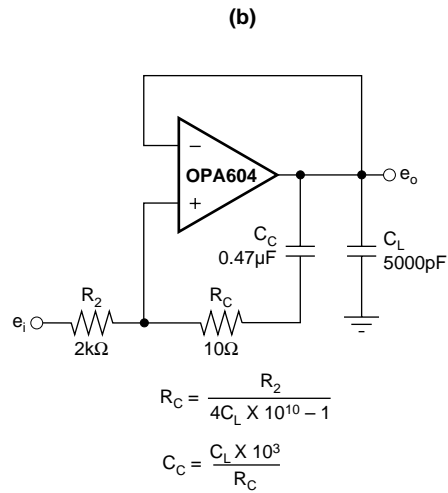 (b)
−
OPA604
+
e_o
C_C
0.47µF
C_L
5000pF
R_2
R_C
e_i
2kΩ
10Ω
R_C = R_2 / (4C_L X 10^10 – 1)
C_C = C_L X 10^3 / R_C